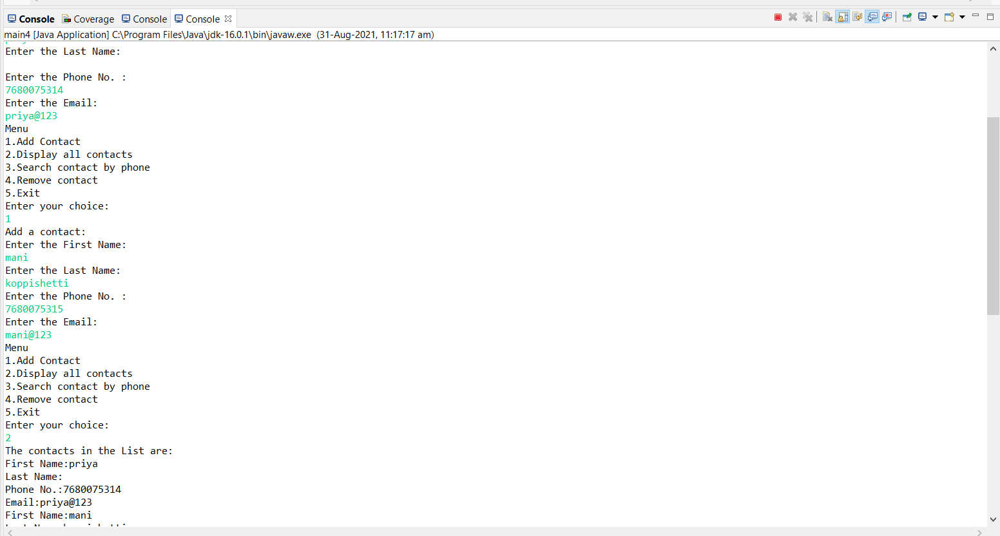 Console Coverage Console Console
main4 [Java Application] C:\Program Files\Java\jdk-16.0.1\bin\javaw.exe (31-Aug-2021, 11:17:17 am)
Enter the Last Name:
Enter the Phone No. :
7680075314
Enter the Email:
priya@123
Menu
1.Add Contact
2.Display all contacts
3.Search contact by phone
4.Remove contact
5.Exit
Enter your choice:
1
Add a contact:
Enter the First Name:
mani
Enter the Last Name:
koppishetti
Enter the Phone No. :
7680075315
Enter the Email:
mani@123
Menu
1.Add Contact
2.Display all contacts
3.Search contact by phone
4.Remove contact
5.Exit
Enter your choice:
2
The contacts in the List are:
First Name:priya
Last Name:
Phone No.:7680075314
Email:priya@123
First Name:mani